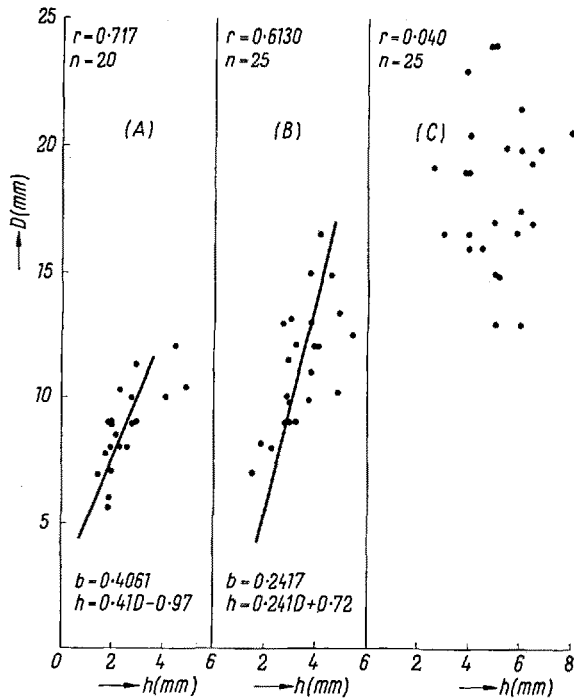 25
20
15
10
5
D(mm)
r=0·717
n=20
(A)
b=0·4061
h=0·41D-0·97
r=0·6130
n=25
(B)
b=0·2417
h=0·241D+0·72
r=0·040
n=25
(C)
0 2 4 6 2 4 6 2 4 6 8
h(mm) h(mm) h(mm)